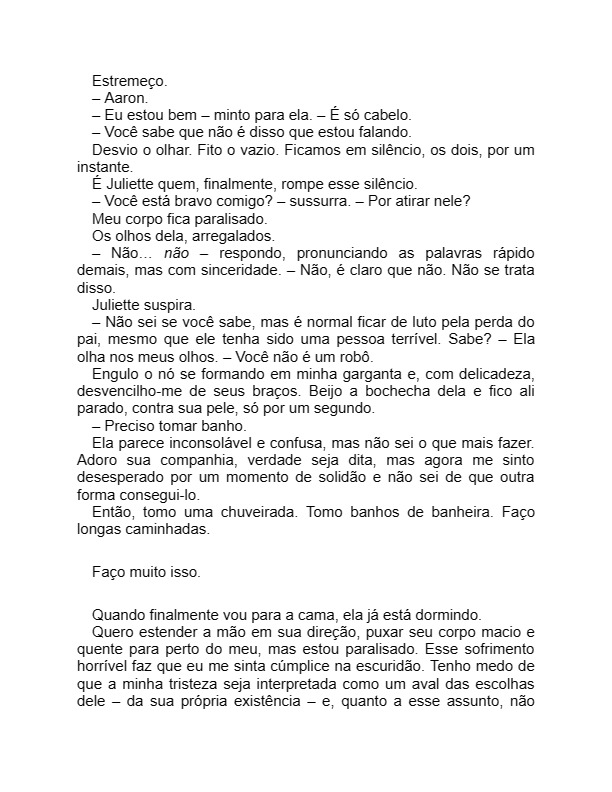 Estremeço.
– Aaron.
– Eu estou bem – minto para ela. – É só cabelo.
– Você sabe que não é disso que estou falando.
Desvio o olhar. Fito o vazio. Ficamos em silêncio, os dois, por um
instante.
É Juliette quem, finalmente, rompe esse silêncio.
– Você está bravo comigo? – sussurra. – Por atirar nele?
Meu corpo fica paralisado.
Os olhos dela, arregalados.
– Não… não – respondo, pronunciando as palavras rápido
demais, mas com sinceridade. – Não, é claro que não. Não se trata
disso.
Juliette suspira.
– Não sei se você sabe, mas é normal ficar de luto pela perda do
pai, mesmo que ele tenha sido uma pessoa terrível. Sabe? – Ela
olha nos meus olhos. – Você não é um robô.
Engulo o nó se formando em minha garganta e, com delicadeza,
desvencilho-me de seus braços. Beijo a bochecha dela e fico ali
parado, contra sua pele, só por um segundo.
– Preciso tomar banho.
Ela parece inconsolável e confusa, mas não sei o que mais fazer.
Adoro sua companhia, verdade seja dita, mas agora me sinto
desesperado por um momento de solidão e não sei de que outra
forma consegui-lo.
Então, tomo uma chuveirada. Tomo banhos de banheira. Faço
longas caminhadas.
Faço muito isso.
Quando finalmente vou para a cama, ela já está dormindo.
Quero estender a mão em sua direção, puxar seu corpo macio e
quente para perto do meu, mas estou paralisado. Esse sofrimento
horrível faz que eu me sinta cúmplice na escuridão. Tenho medo de
que a minha tristeza seja interpretada como um aval das escolhas
dele – da sua própria existência – e, quanto a esse assunto, não